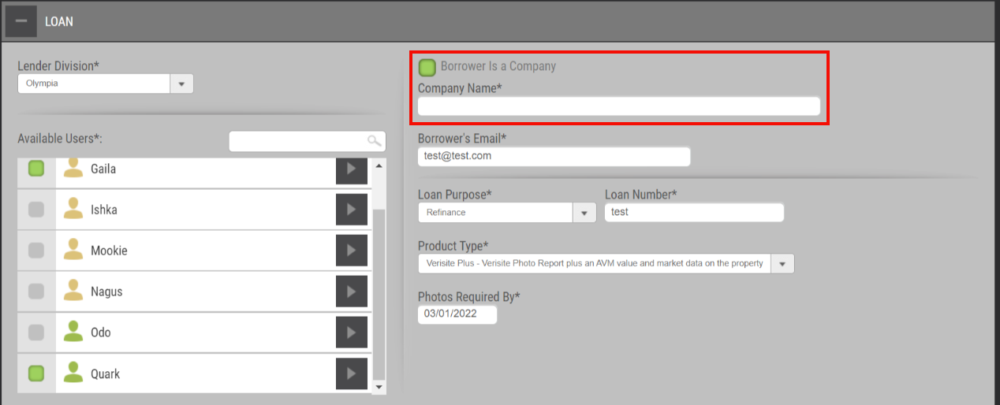 LOAN
Lender Division*
Olympia
Available Users*:
Gaila
Ishka
Mookie
Nagus
Odo
Quark
Borrower Is a Company
Company Name*
Borrower's Email*
test@test.com
Loan Purpose* Loan Number*
Refinance test
Product Type*
Verisite Plus - Verisite Photo Report plus an AVM value and market data on the property
Photos Required By*
03/01/2022